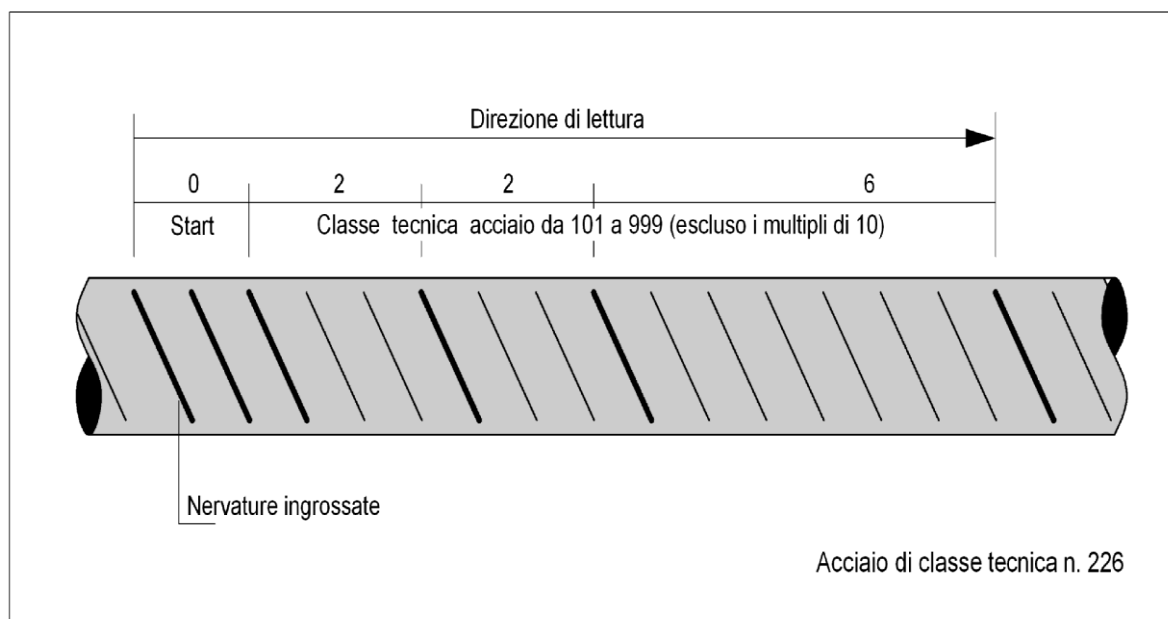 Direzione di lettura
0 2 2 6
Start Classe tecnica acciaio da 101 a 999 (escluso i multipli di 10)
Nervature ingrossate
Acciaio di classe tecnica n. 226